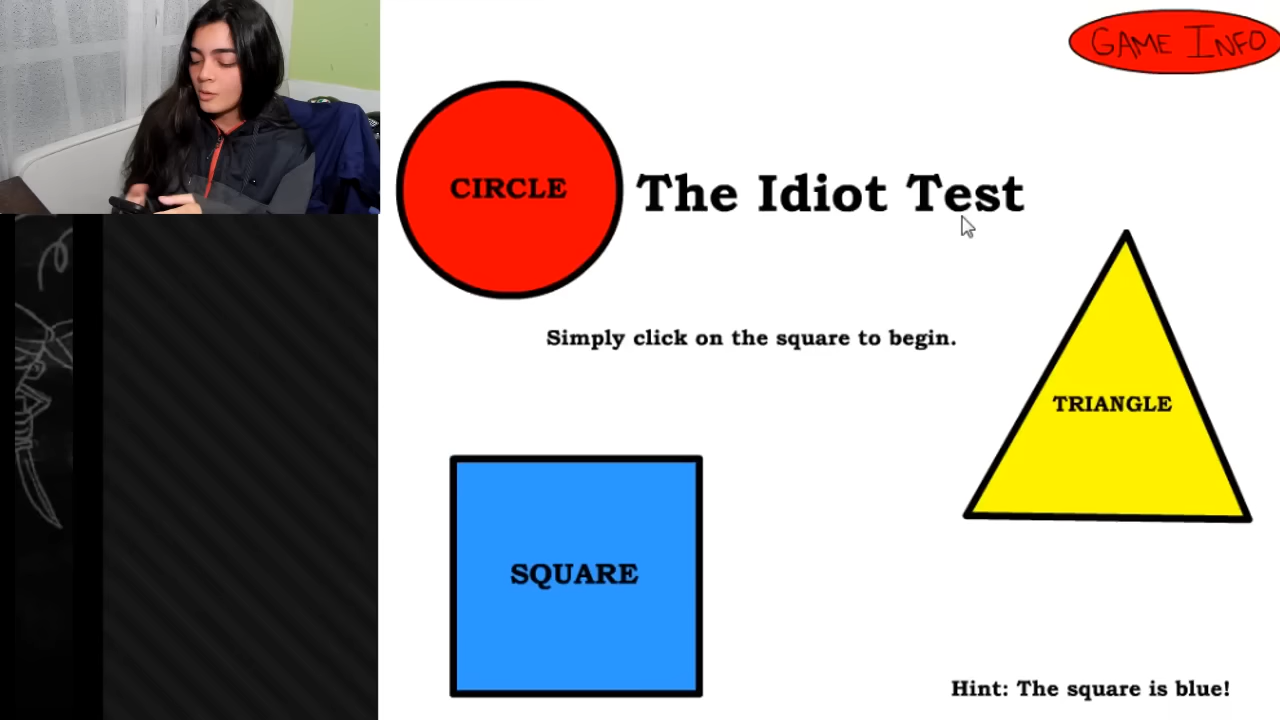 GAME INFO
CIRCLE
The Idiot Test
Simply click on the square to begin.
TRIANGLE
SQUARE
Hint: The square is blue!